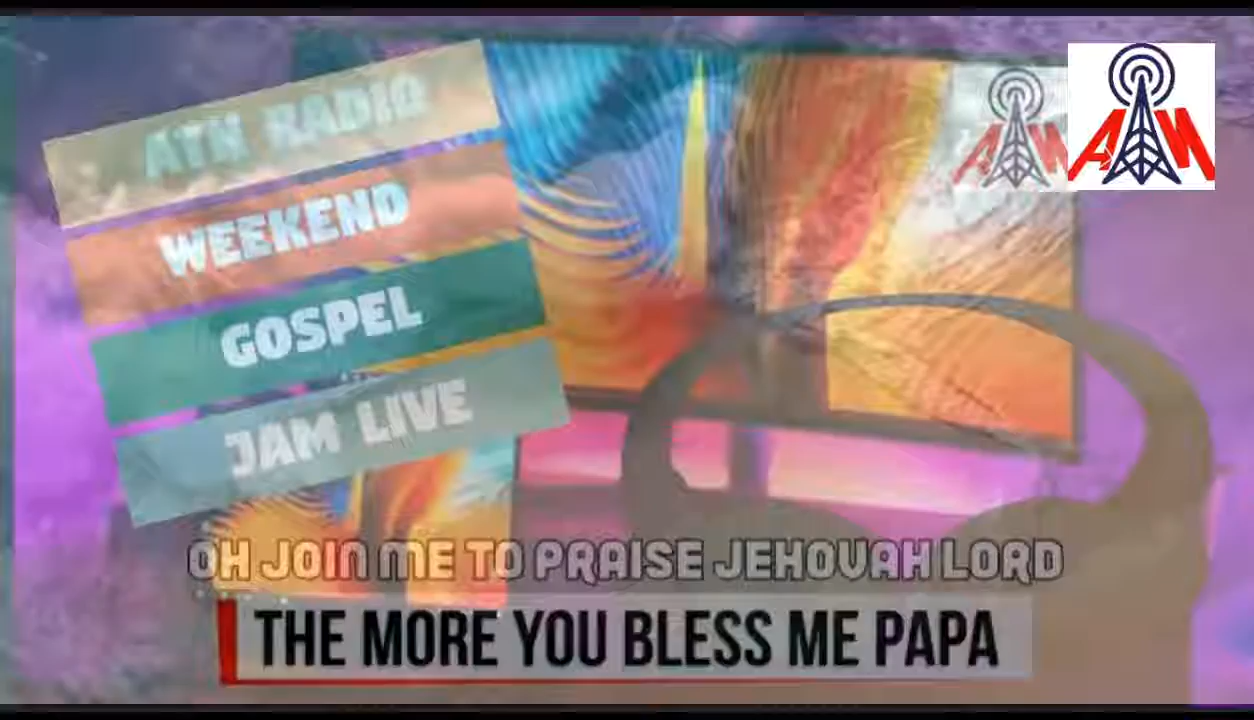 ATN RADIO
WEEKEND
GOSPEL
JAM LIVE
OH JOIN ME TO PRAISE JEHOVAH LORD
THE MORE YOU BLESS ME PAPA